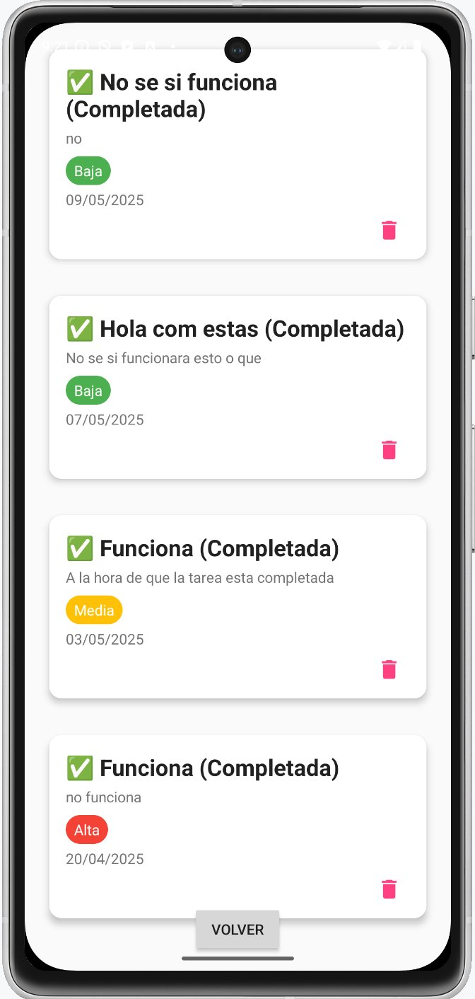 9:21
✅ No se si funciona
(Completada)
no
Baja
09/05/2025
✅ Hola com estas (Completada)
No se si funcionara esto o que
Baja
07/05/2025
✅ Funciona (Completada)
A la hora de que la tarea esta completada
Media
03/05/2025
✅ Funciona (Completada)
no funciona
Alta
20/04/2025
VOLVER